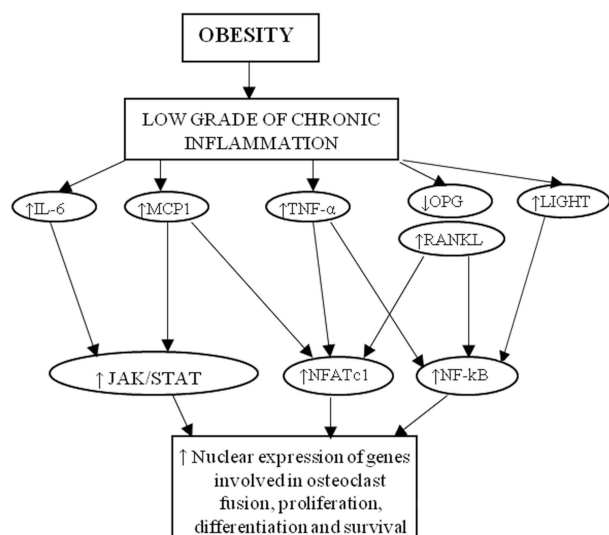 OBESITY
LOW GRADE OF CHRONIC
INFLAMMATION
↑IL-6
↑MCP1
↑TNF-α
↓OPG
↑LIGHT
↑RANKL
↑JAK/STAT
↑NFATc1
↑NF-kB
↑ Nuclear expression of genes
involved in osteoclast
fusion, proliferation,
differentiation and survival